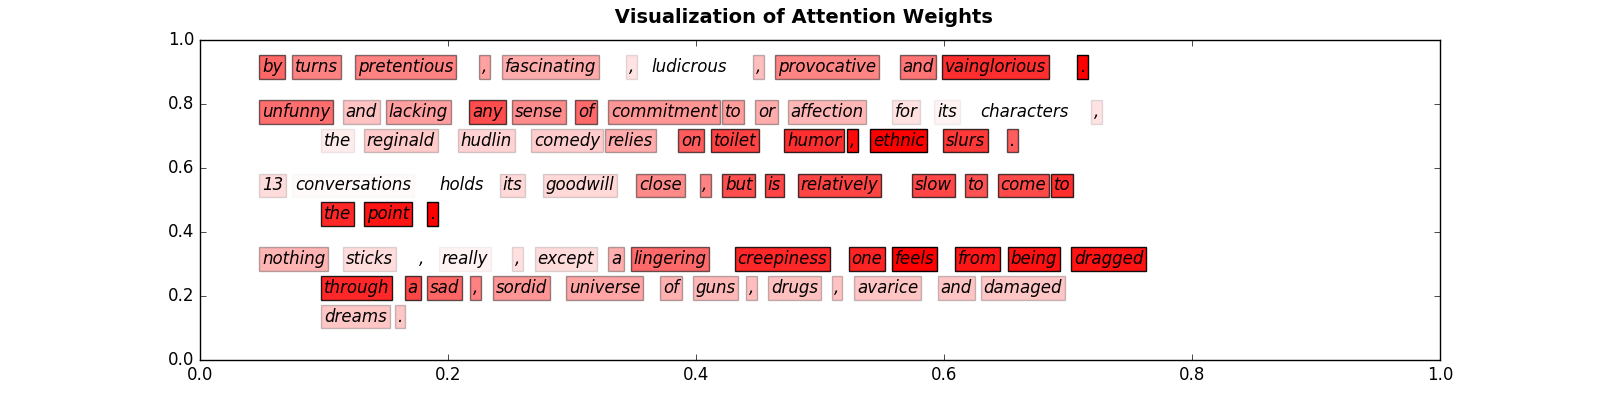 Visualization of Attention Weights
1.0
by turns pretentious , fascinating , ludicrous , provocative and vainglorious .
0.8
unfunny and lacking any sense of commitment to or affection for its characters ,
the reginald hudlin comedy relies on toilet humor , ethnic slurs .
0.6
13 conversations holds its goodwill close , but is relatively slow to come to
the point .
0.4
nothing sticks , really , except a lingering creepiness one feels from being dragged
through a sad , sordid universe of guns , drugs , avarice and damaged
0.2
dreams .
0.0
0.0 0.2 0.4 0.6 0.8 1.0